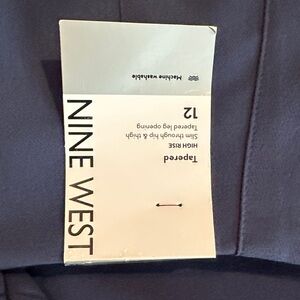 NINE WEST
Tapered
HIGH RISE
Slim through hip & thigh
Tapered leg opening
12
Machine washable